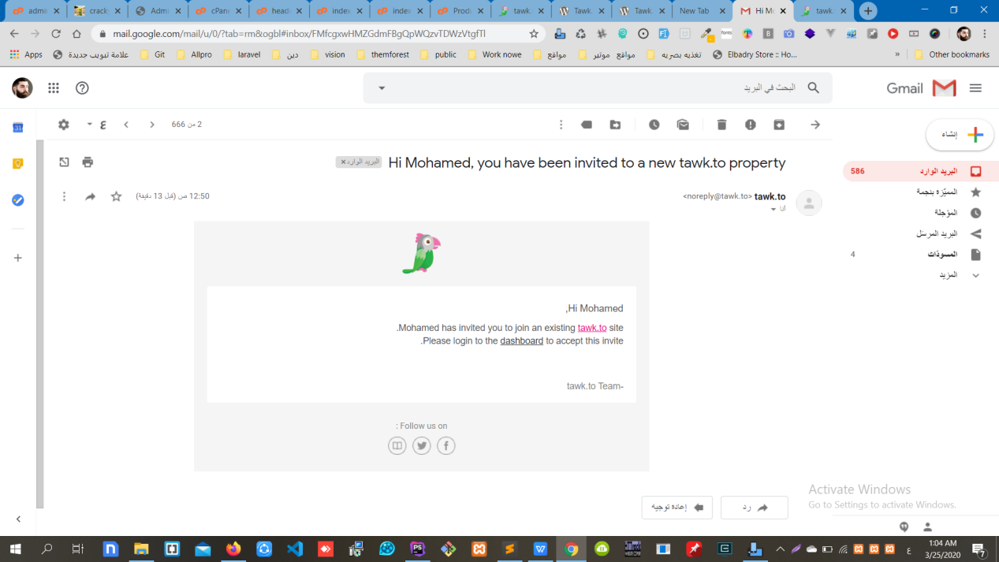 admin
crack
Admi
cPan
head
index
index
Prod
tawk.
Tawk.
Tawk.
New Tab
Hi M
tawk.
mail.google.com/mail/u/0/?tab=rm&ogbl#inbox/FMfcgxwHMZGdmFBgQpWQzvTDWzVtgfTl
Apps
علامة تبويب جديدة
Git
Allpro
laravel
دين
vision
themforest
public
Work nowe
مواقع
مواقع موتير
تغذيه بصريه
Elbadry Store :: Ho...
»
Other bookmarks
البحث في البريد
Gmail
2 من 666
ع
إنشاء
Hi Mohamed, you have been invited to a new tawk.to property
البريد الوارد ×
tawk.to <noreply@tawk.to>
أنا
12:50 ص (قبل 13 دقيقة)
البريد الوارد 586
المميّزة بنجمة
المؤجلة
البريد المرسَل
المسودّات 4
المزيد
,Hi Mohamed
.Mohamed has invited you to join an existing tawk.to site
.Please login to the dashboard to accept this invite
tawk.to Team-
: Follow us on
رد
إعادة توجيه
Activate Windows
Go to Settings to activate Windows.
ع
1:04 AM
3/25/2020
7